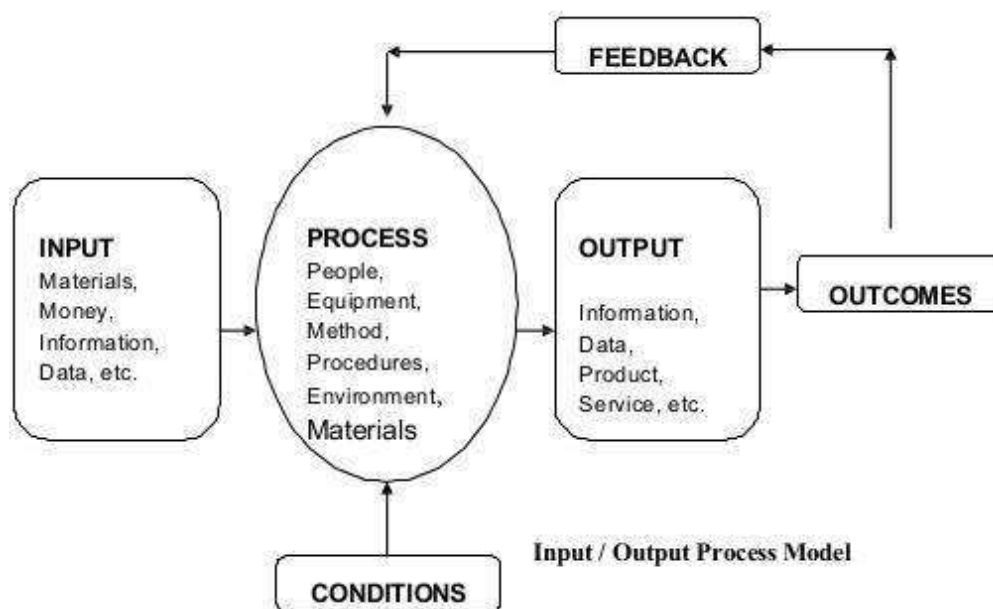 FEEDBACK
INPUT
Materials,
Money,
Information,
Data, etc.
PROCESS
People,
Equipment,
Method,
Procedures,
Environment,
Materials
OUTPUT
Information,
Data,
Product,
Service, etc.
OUTCOMES
CONDITIONS
Input / Output Process Model